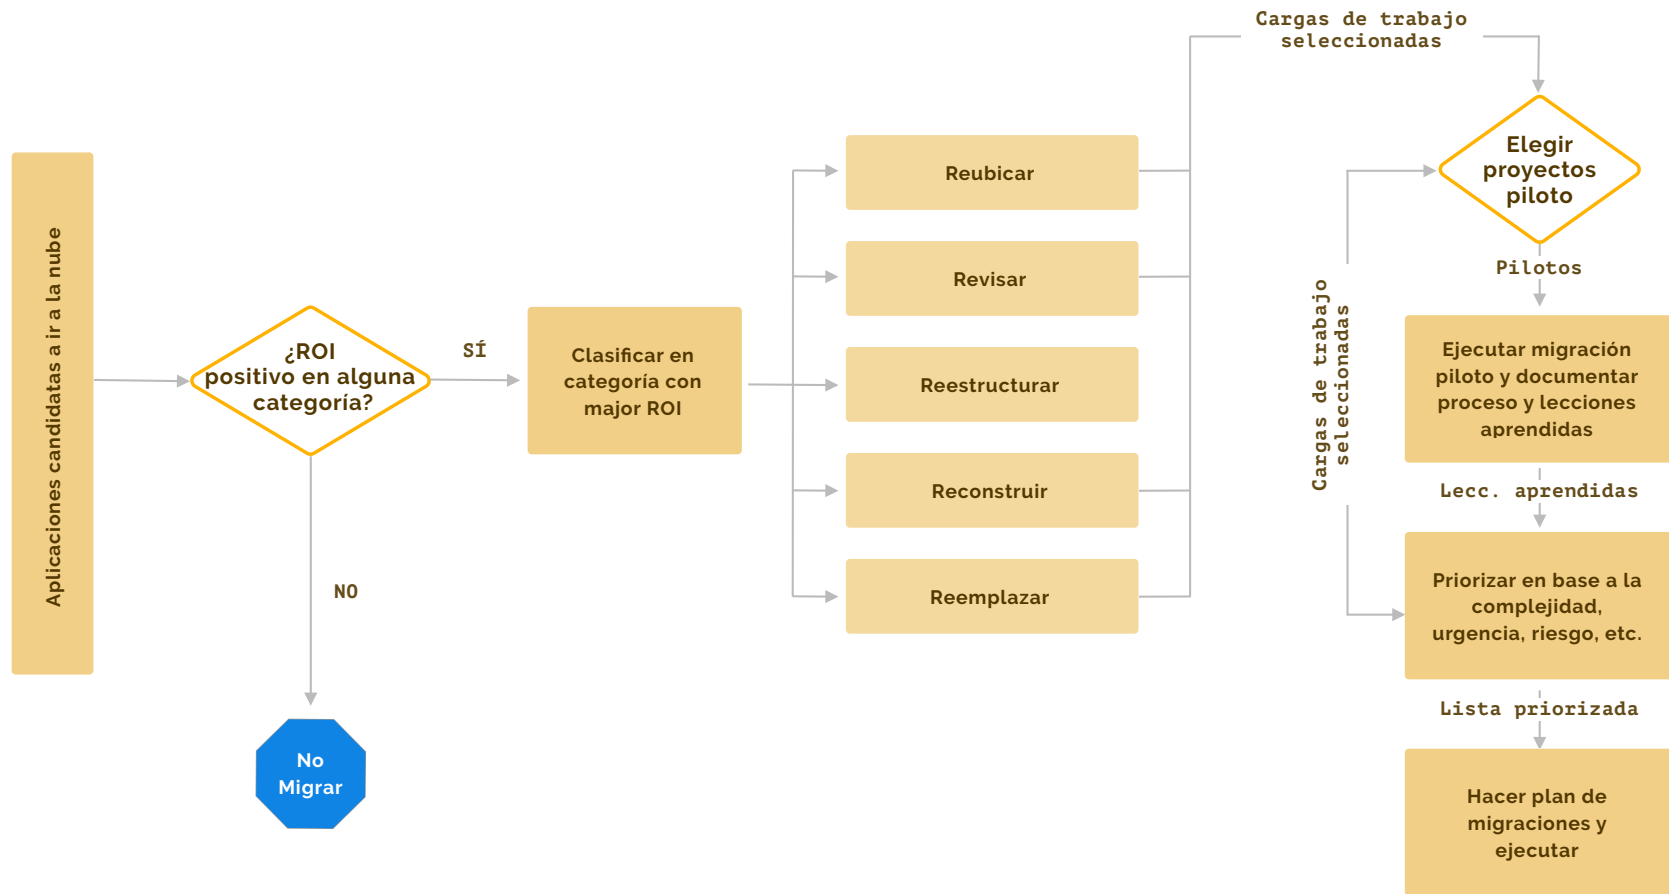 Aplicaciones candidatas a ir a la nube
¿ROI
positivo en alguna
categoría?
SÍ
NO
No
Migrar
Clasificar en
categoría con
major ROI
Reubicar
Revisar
Reestructurar
Reconstruir
Reemplazar
Cargas de trabajo
seleccionadas
Elegir
proyectos
piloto
Pilotos
Cargas de trabajo
seleccionadas
Ejecutar migración
piloto y documentar
proceso y lecciones
aprendidas
Lecc. aprendidas
Priorizar en base a la
complejidad,
urgencia, riesgo, etc.
Lista priorizada
Hacer plan de
migraciones y
ejecutar